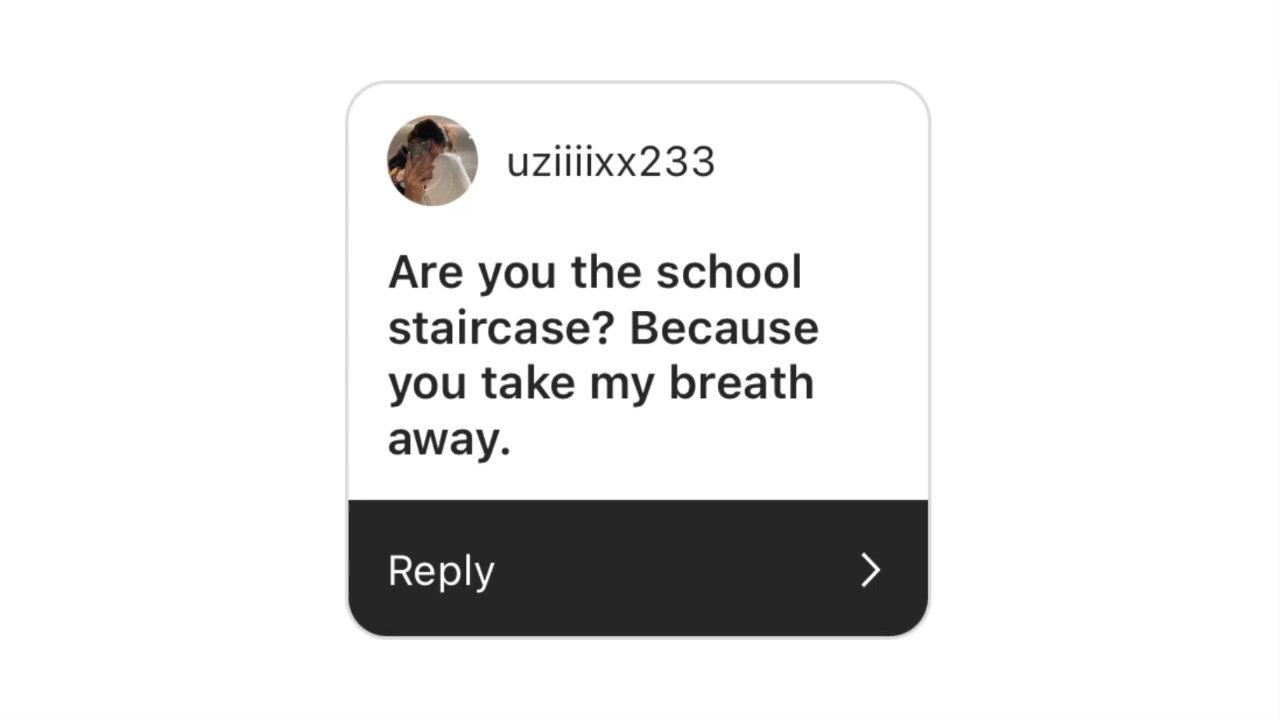 uziiiixx233
Are you the school
staircase? Because
you take my breath
away.
Reply